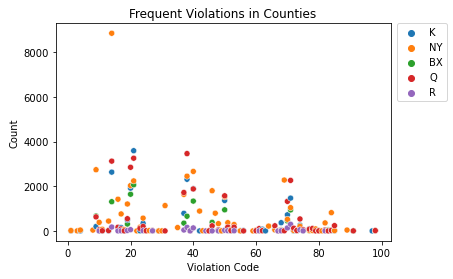 Frequent Violations in Counties
K
NY
BX
Q
R
8000
6000
4000
2000
0
Count
0 20 40 60 80 100
Violation Code